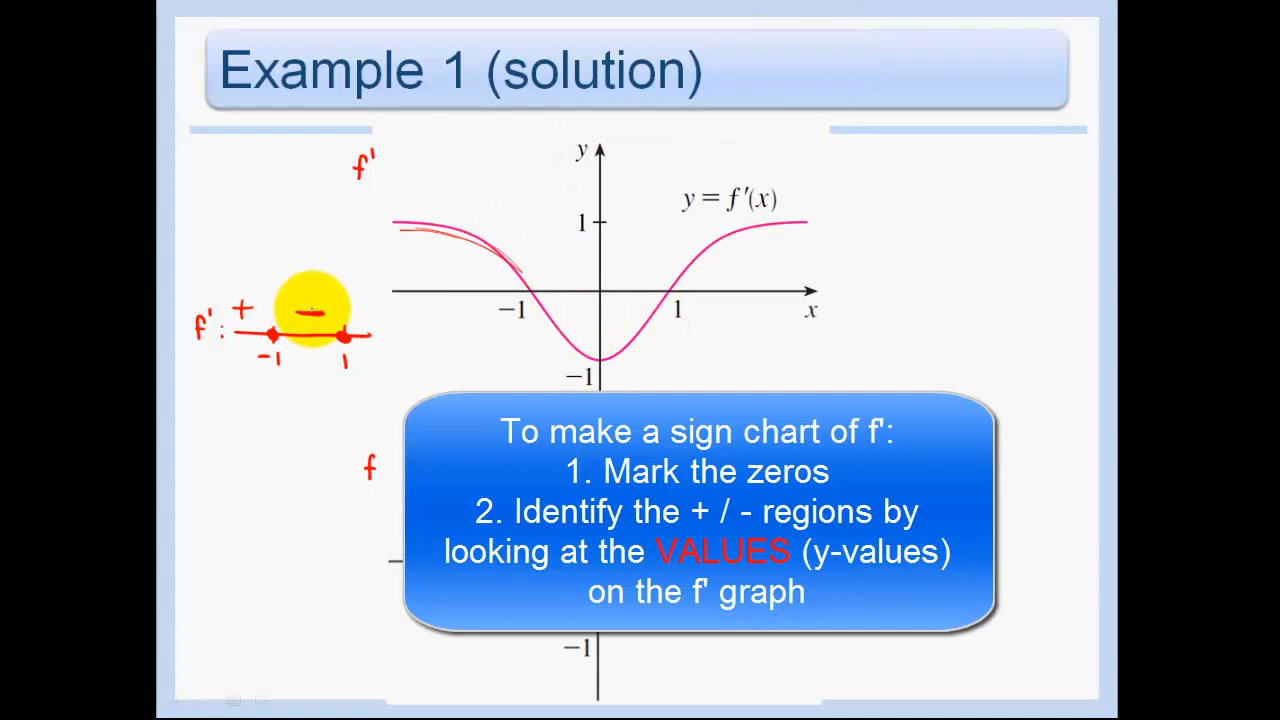 Example 1 (solution)
f'
y
y = f'(x)
1
−1
1
x
−1
f' : + −
−1 1
To make a sign chart of f':
1. Mark the zeros
2. Identify the + / - regions by
looking at the VALUES (y-values)
on the f' graph
f
−1